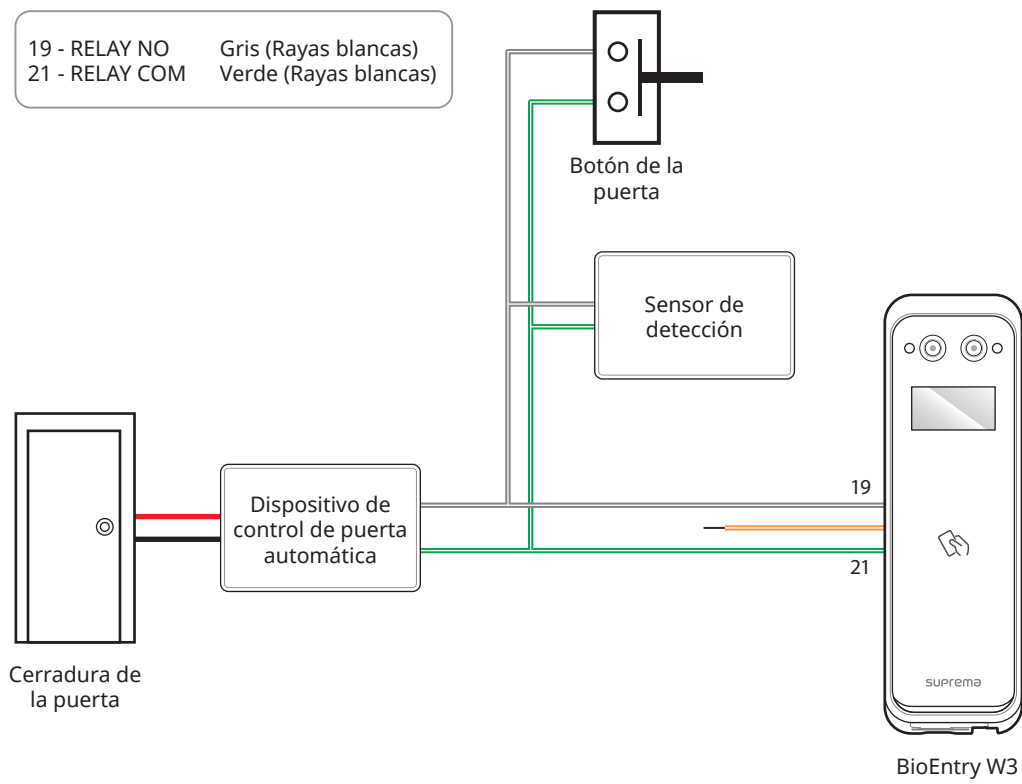 19 - RELAY NO Gris (Rayas blancas)
21 - RELAY COM Verde (Rayas blancas)
Botón de la
puerta
Sensor de
detección
Dispositivo de
control de puerta
automática
19
21
Cerradura de
la puerta
suprema
BioEntry W3